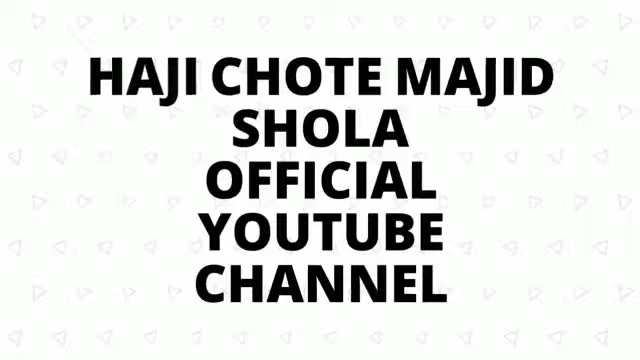 HAJI CHOTE MAJID
SHOLA
OFFICIAL
YOUTUBE
CHANNEL